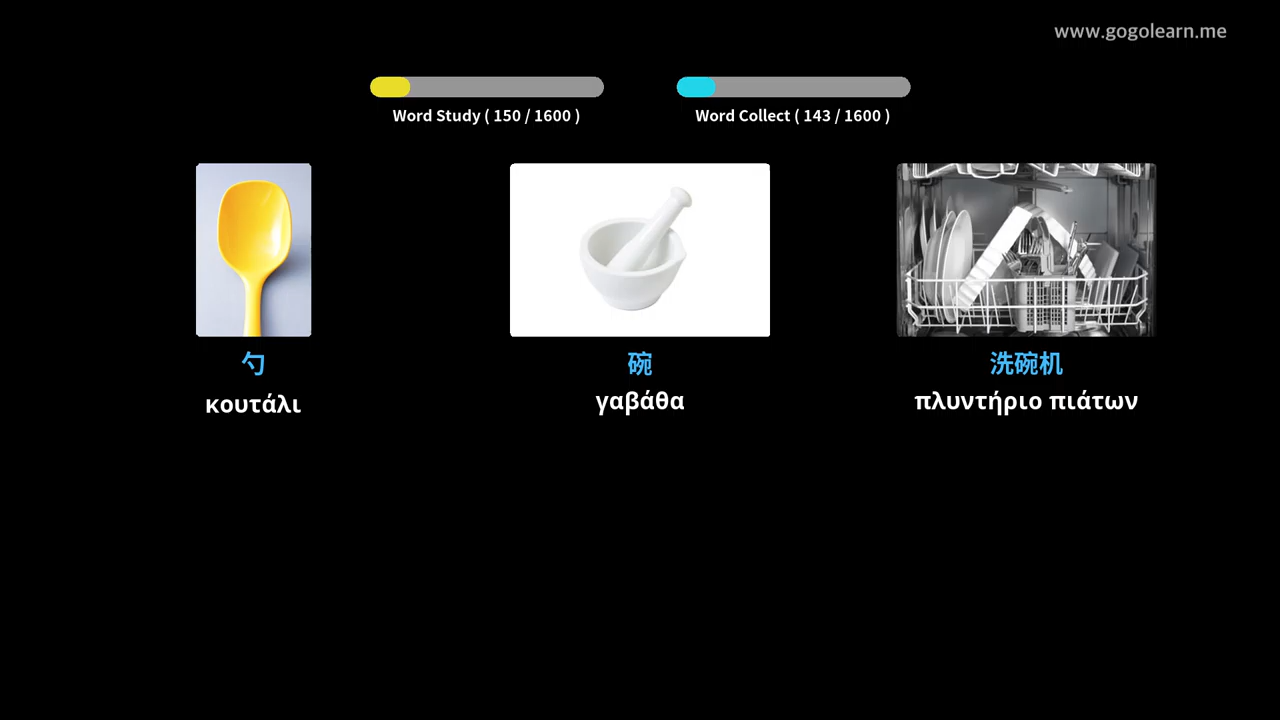 www.gogolearn.me
Word Study ( 150 / 1600 )
Word Collect ( 143 / 1600 )
勺
κουτάλι
碗
γαβάθα
洗碗机
πλυντήριο πιάτων